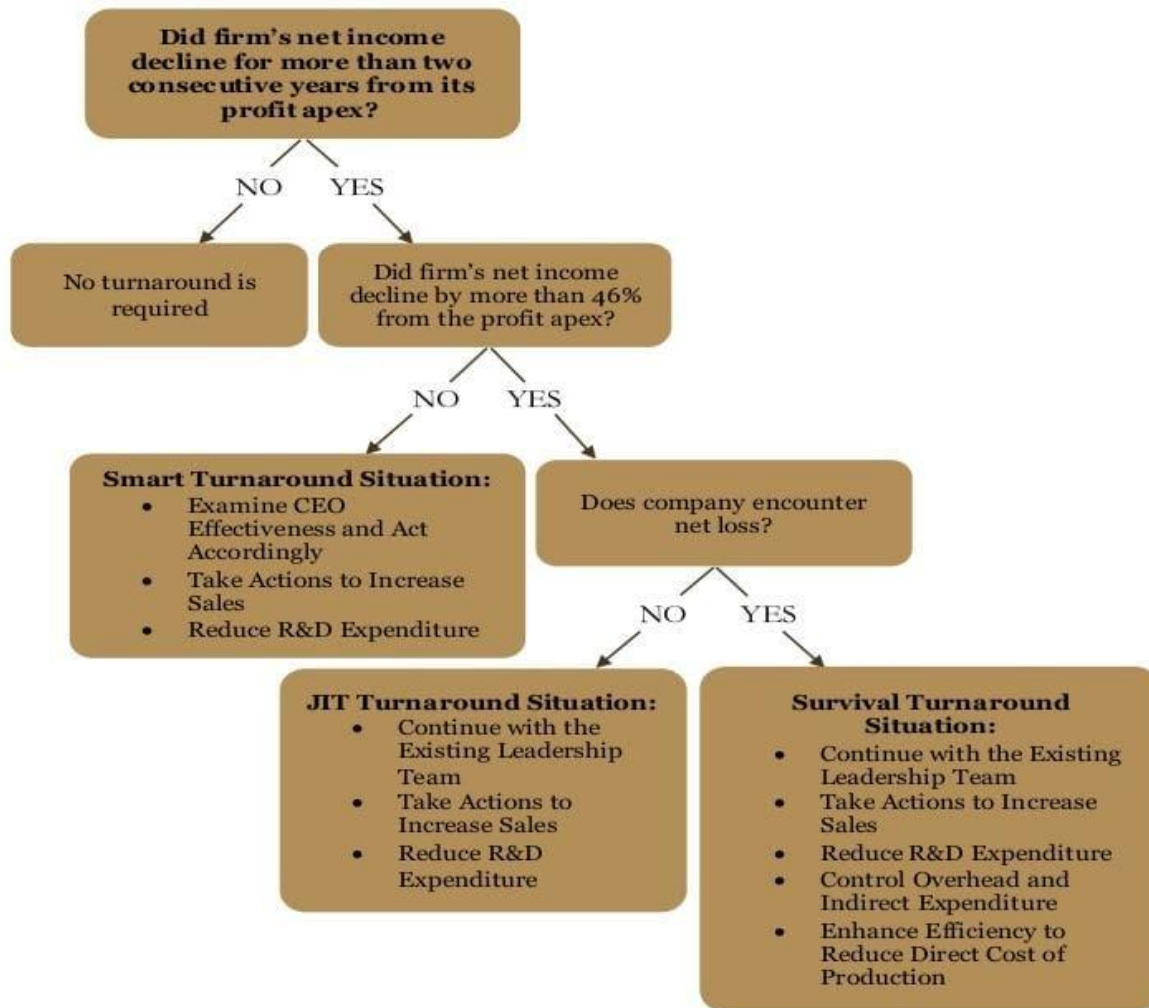 Did firm's net income
decline for more than two
consecutive years from its
profit apex?
NO
YES
No turnaround is
required
Did firm's net income
decline by more than 46%
from the profit apex?
NO
YES
Smart Turnaround Situation:
• Examine CEO
Effectiveness and Act
Accordingly
• Take Actions to Increase
Sales
• Reduce R&D Expenditure
Does company encounter
net loss?
NO
YES
JIT Turnaround Situation:
• Continue with the
Existing Leadership
Team
• Take Actions to
Increase Sales
• Reduce R&D
Expenditure
Survival Turnaround
Situation:
• Continue with the Existing
Leadership Team
• Take Actions to Increase
Sales
• Reduce R&D Expenditure
• Control Overhead and
Indirect Expenditure
• Enhance Efficiency to
Reduce Direct Cost of
Production